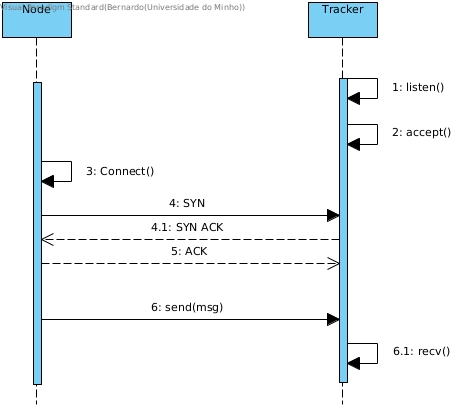 Visual Paradigm Standard(Bernardo(Universidade do Minho))
Node
Tracker
1: listen()
2: accept()
3: Connect()
4: SYN
4.1: SYN ACK
5: ACK
6: send(msg)
6.1: recv()